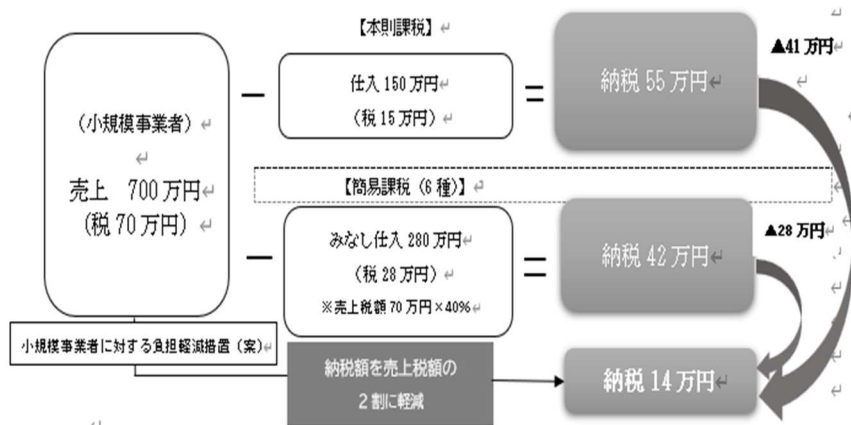 【本則課税】
(小規模事業者)
売上 700万円
(税70万円)
仕入150万円
(税15万円)
納税55万円
▲41万円
【簡易課税(6種)】
みなし仕入280万円
(税28万円)
※売上税額70万円×40%
納税42万円
▲28万円
小規模事業者に対する負担軽減措置(案)
納税額を売上税額の
2割に軽減
納税14万円